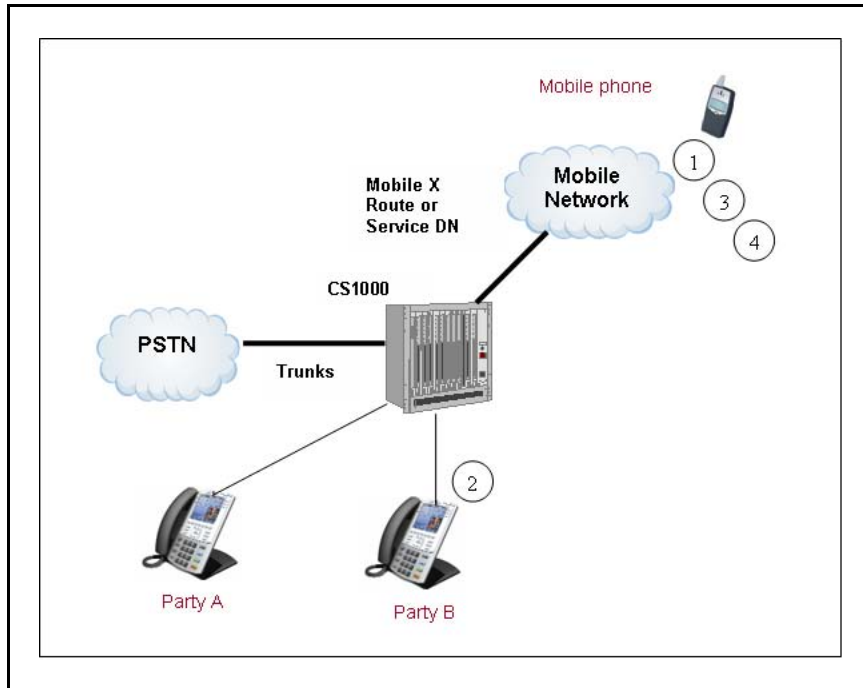 Mobile phone
1
Mobile
Network
3
4
Mobile X
Route or
Service DN
CS1000
PSTN
Trunks
2
Party A
Party B